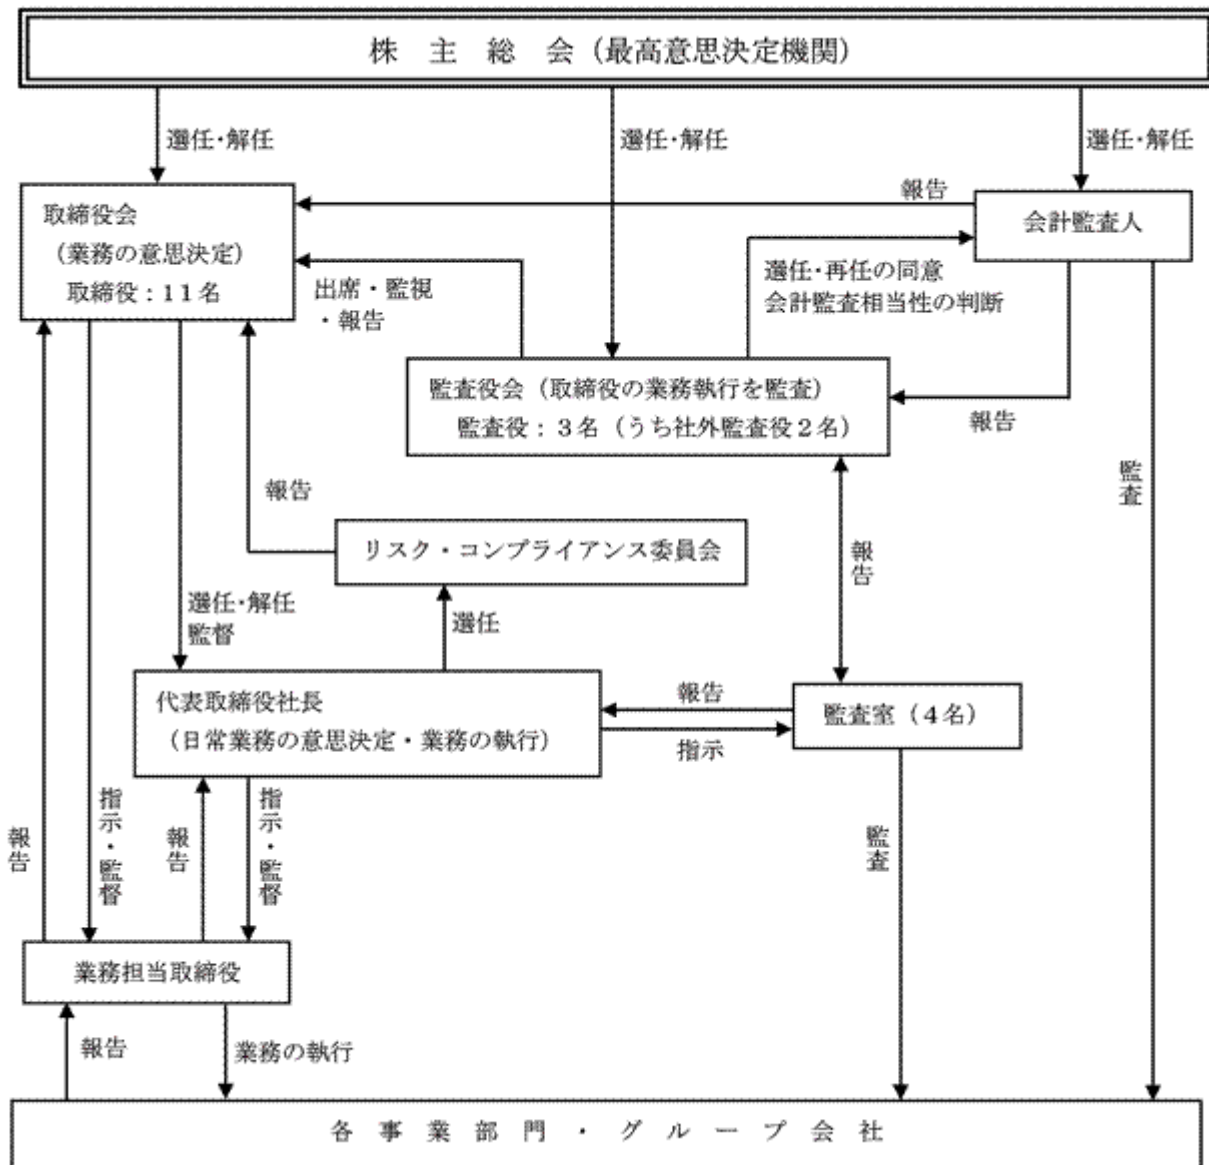 株 主 総 会（最高意思決定機関）
選任・解任
選任・解任
選任・解任
取締役会
（業務の意思決定）
取締役：１１名
報告
会計監査人
出席・監視
・報告
選任・再任の同意
会計監査相当性の判断
監査役会（取締役の業務執行を監査）
監査役：３名（うち社外監査役２名）
報告
監査
報告
リスク・コンプライアンス委員会
報告
選任・解任
監督
選任
代表取締役社長
（日常業務の意思決定・業務の執行）
報告
指示
監査室（４名）
報告
指示・監督
報告
指示・監督
監査
業務担当取締役
報告
業務の執行
各 事 業 部 門 ・ グ ル ー プ 会 社